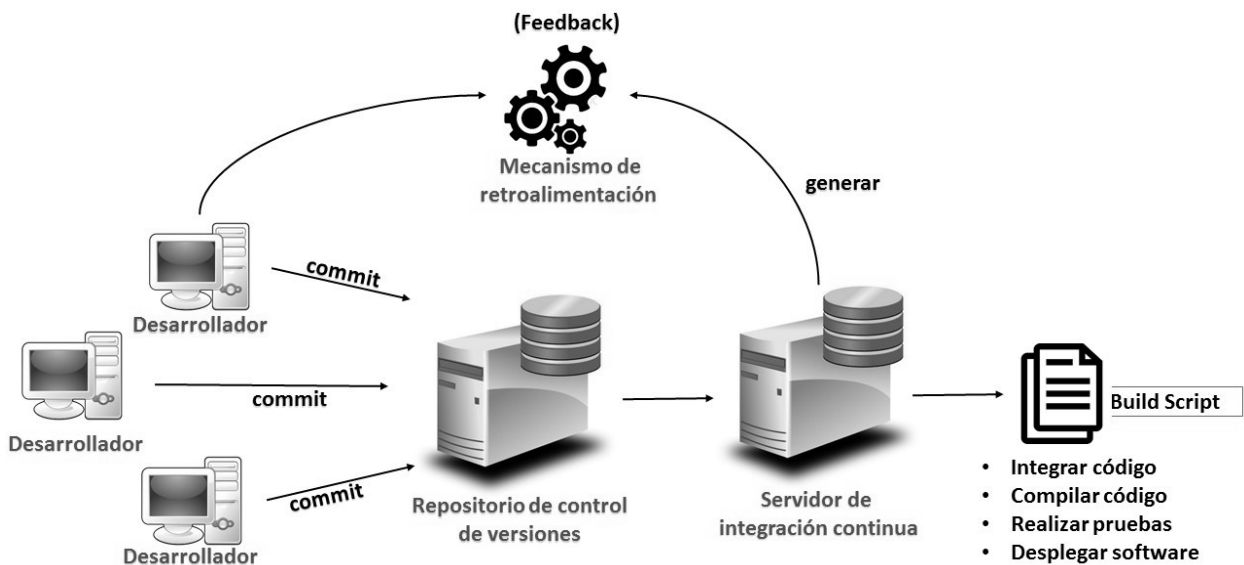 (Feedback)
Mecanismo de
retroalimentación
generar
commit
Desarrollador
commit
Desarrollador
commit
Desarrollador
Repositorio de control
de versiones
Servidor de
integración continua
Build Script
• Integrar código
• Compilar código
• Realizar pruebas
• Desplegar software